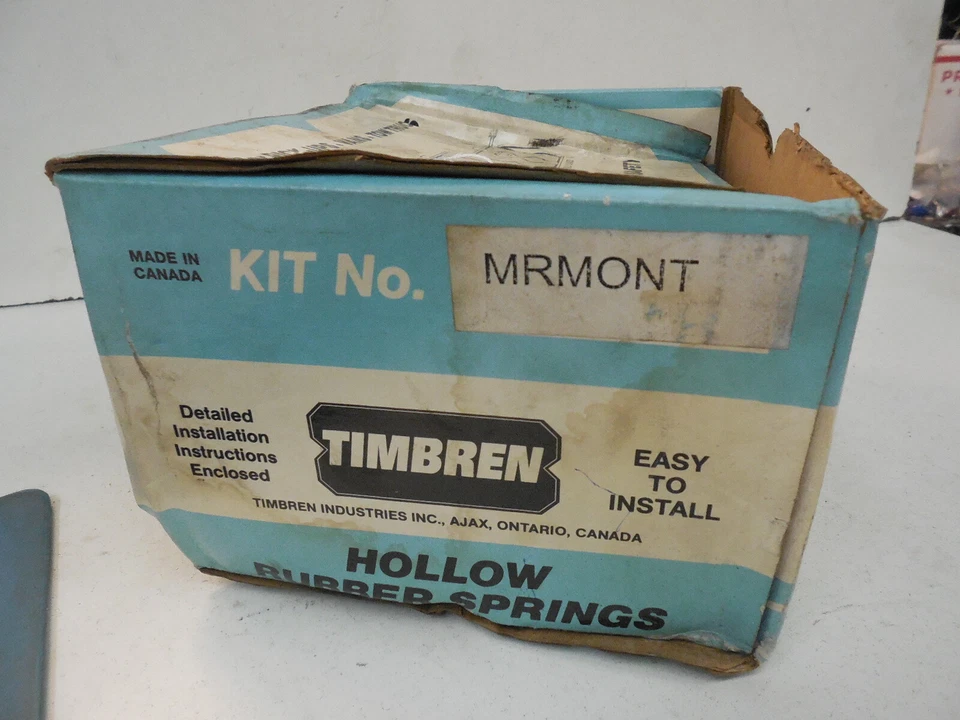 MADE IN
CANADA
KIT No.
MRMONT
Detailed
Installation
Instructions
Enclosed
TIMBREN
EASY
TO
INSTALL
TIMBREN INDUSTRIES INC., AJAX, ONTARIO, CANADA
HOLLOW
RUBBER SPRINGS